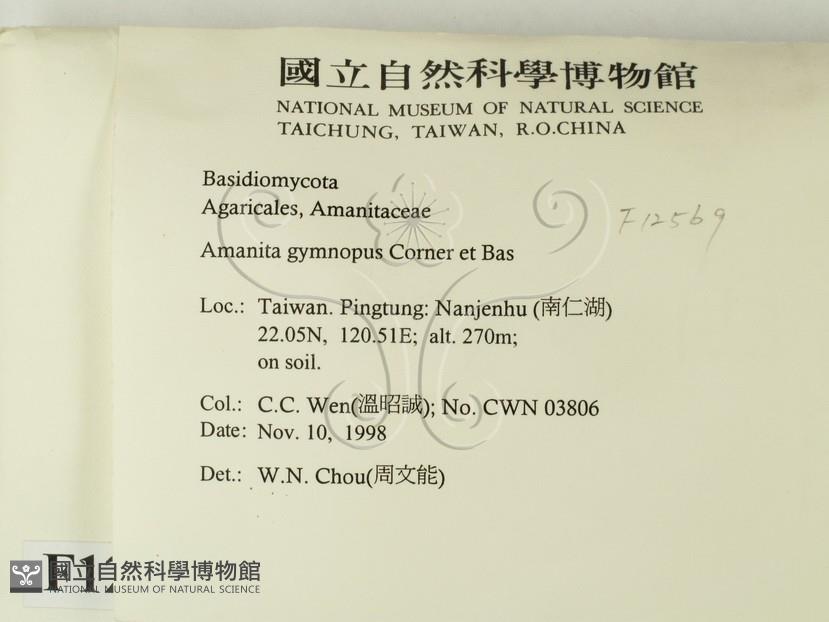 國立自然科學博物館
NATIONAL MUSEUM OF NATURAL SCIENCE
TAICHUNG, TAIWAN, R.O.CHINA
Basidiomycota
Agaricales, Amanitaceae
F12569
Amanita gymnopus Corner et Bas
Loc.: Taiwan. Pingtung: Nanjenhu (南仁湖)
22.05N, 120.51E; alt. 270m;
on soil.
Col.: C.C. Wen(溫昭誠); No. CWN 03806
Date: Nov. 10, 1998
Det.: W.N. Chou(周文能)
國立自然科學博物館
NATIONAL MUSEUM OF NATURAL SCIENCE